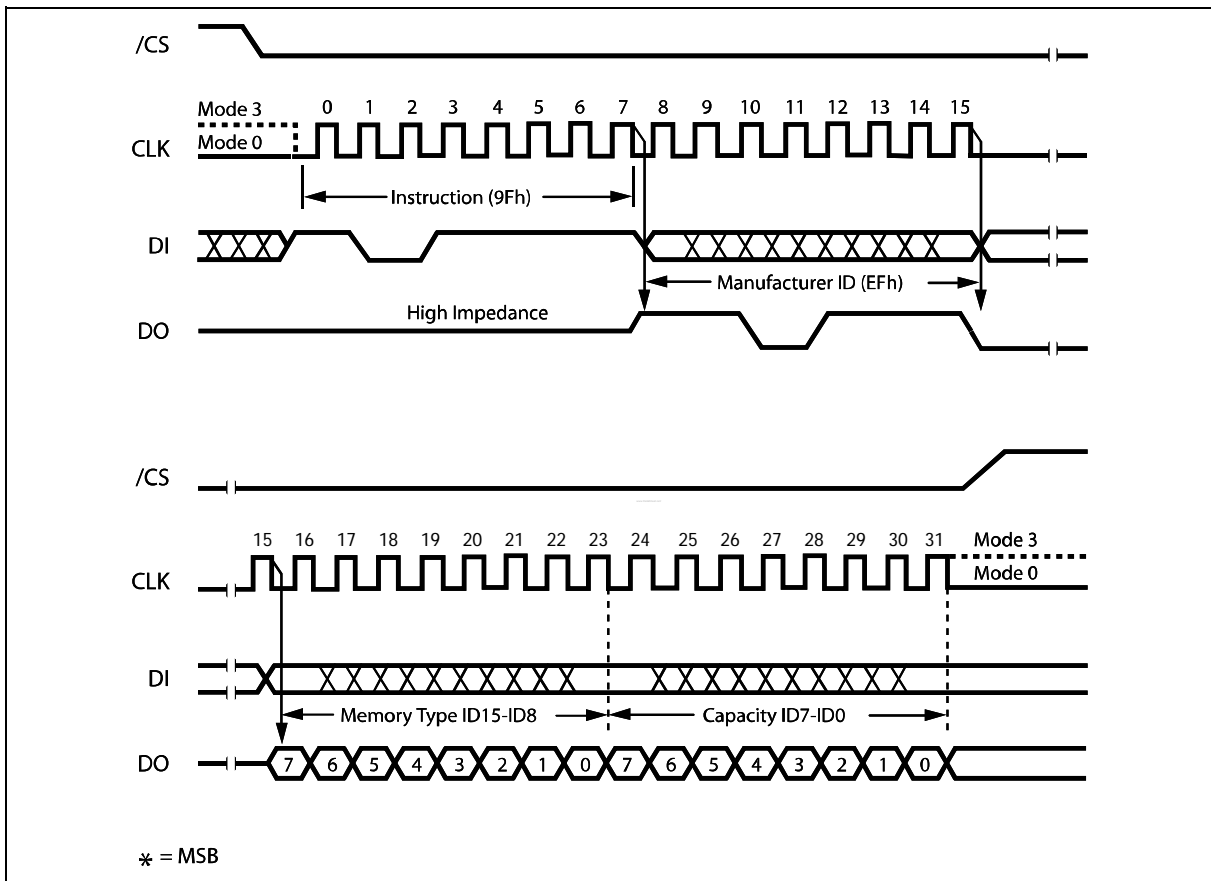 /CS
Mode 3
0 1 2 3 4 5 6 7 8 9 10 11 12 13 14 15
CLK
Mode 0
Instruction (9Fh)
DI
Manufacturer ID (EFh)
High Impedance
DO
/CS
15 16 17 18 19 20 21 22 23 24 25 26 27 28 29 30 31
Mode 3
CLK
Mode 0
DI
Memory Type ID15-ID8
Capacity ID7-ID0
DO
7 6 5 4 3 2 1 0 7 6 5 4 3 2 1 0
* = MSB